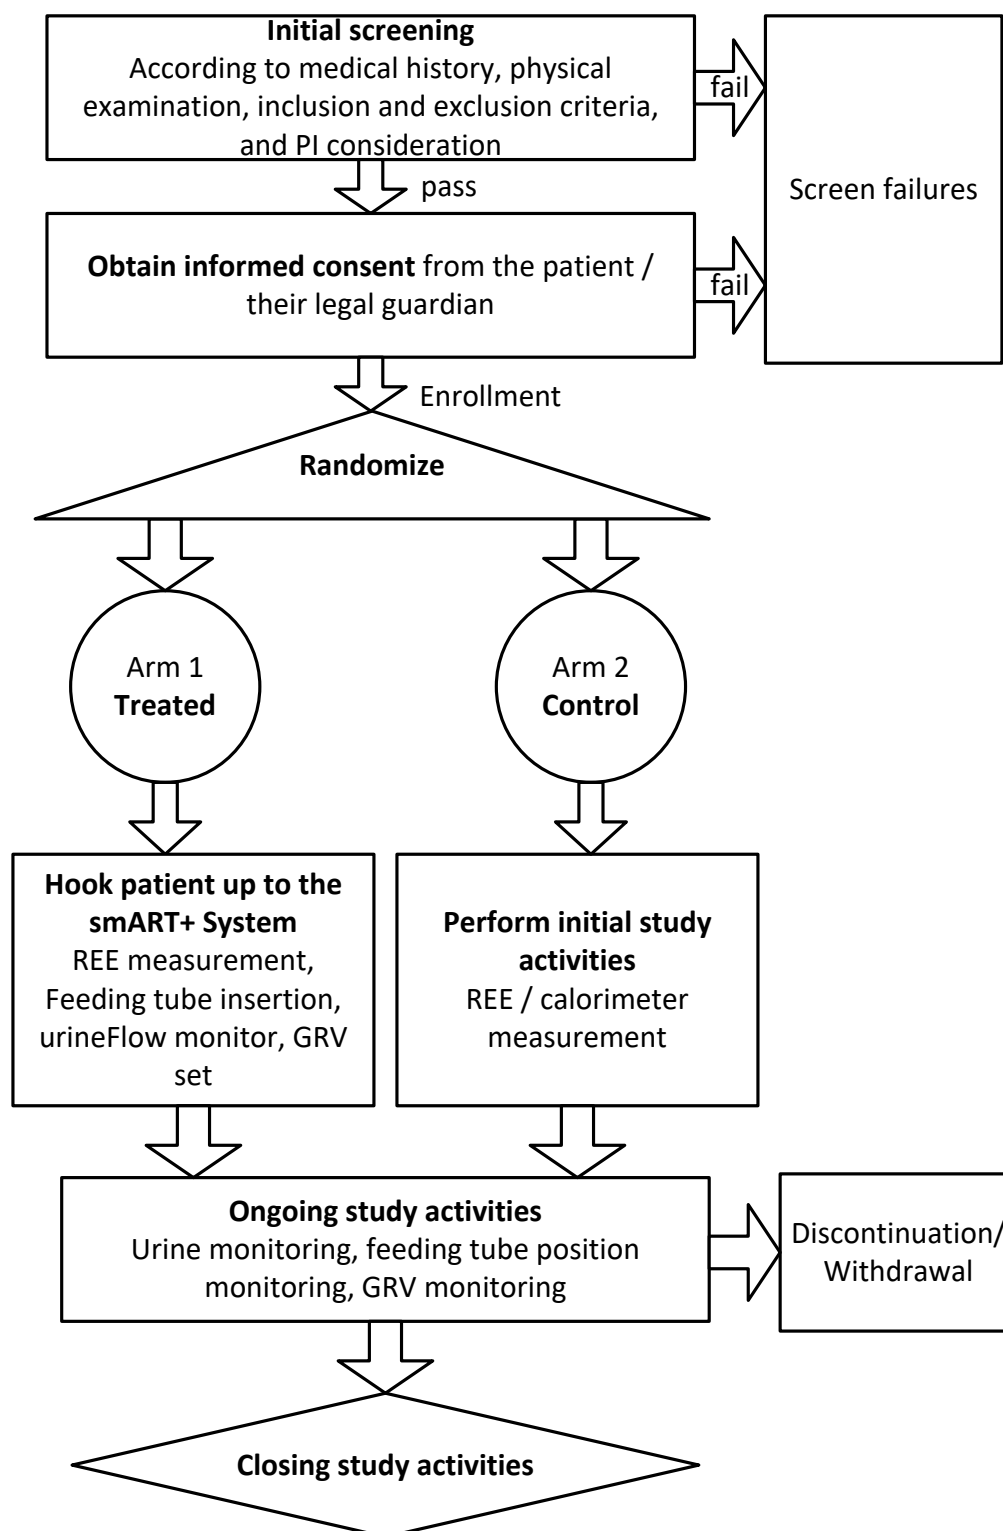 Initial screening
According to medical history, physical
examination, inclusion and exclusion criteria,
and PI consideration
fail
Screen failures
pass
Obtain informed consent from the patient /
their legal guardian
fail
Enrollment
Randomize
Arm 1
Treated
Arm 2
Control
Hook patient up to the
smART+ System
REE measurement,
Feeding tube insertion,
urineFlow monitor, GRV
set
Perform initial study
activities
REE / calorimeter
measurement
Ongoing study activities
Urine monitoring, feeding tube position
monitoring, GRV monitoring
Discontinuation/
Withdrawal
Closing study activities